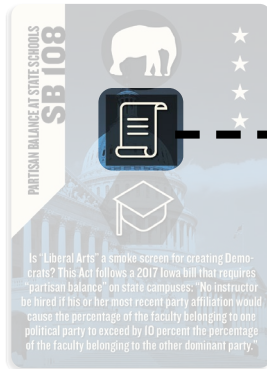 PARTISAN BALANCE AT STATE SCHOOLS
SB 108
Is "Liberal Arts" a smoke screen for creating Demo-
crats? This Act follows a 2017 Iowa bill that requires
"partisan balance" on state campuses: "No instructor
be hired if his or her most recent party affiliation would
cause the percentage of the faculty belonging to one
political party to exceed by 10 percent the percentage
of the faculty belonging to the other dominant party."